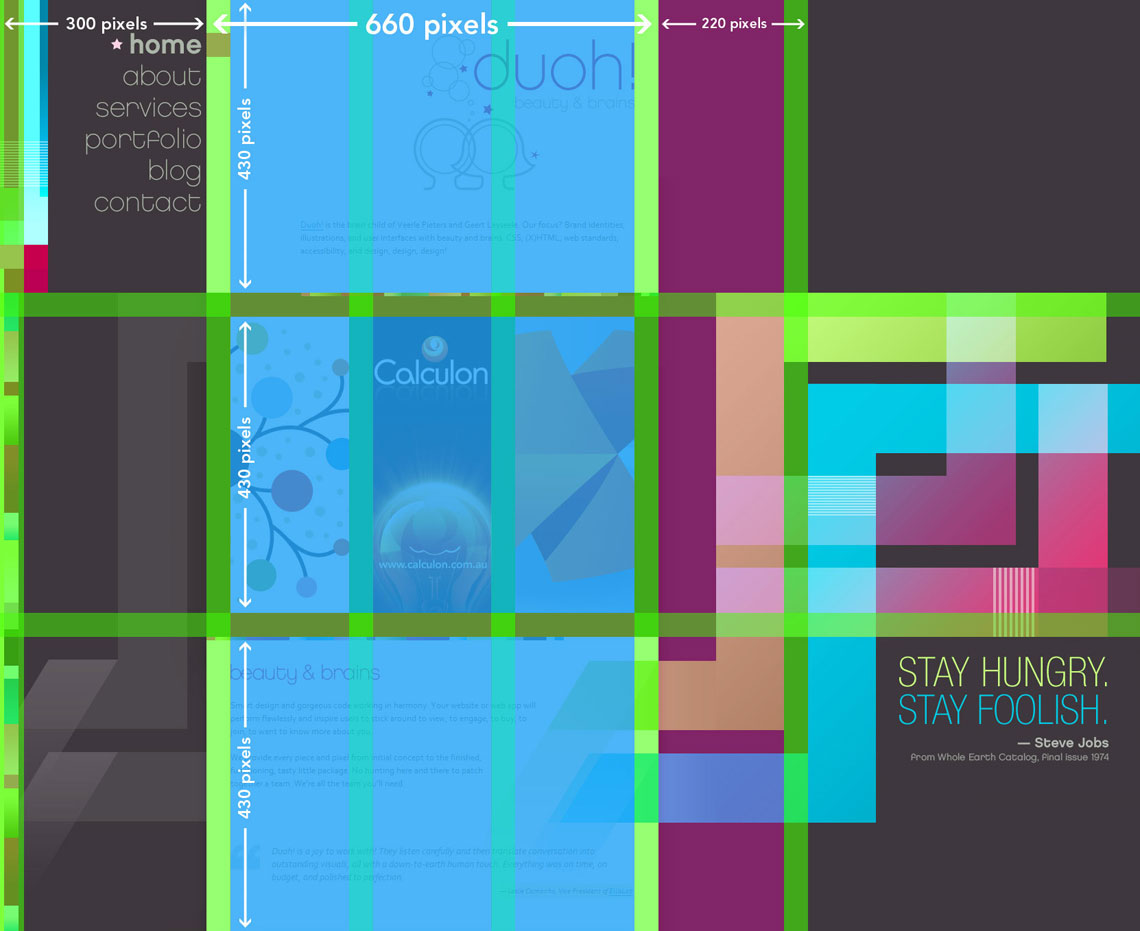 300 pixels
660 pixels
220 pixels
home
about
services
portfolio
blog
contact
430 pixels
duoh!
beauty & brains
Duoh! is the brain child of Veerle Pieters and Geert Leyseele. Our focus? Brand identities,
illustrations, and user interfaces with beauty and brains. CSS, (X)HTML, web standards,
accessibility, and design, design, design!
430 pixels
Calculon
www.calculon.com.au
430 pixels
beauty & brains
Smart design and gorgeous code working in harmony. Your website or web app will
perform flawlessly and inspire users to stick around to view, to engage, to buy, to
join, to want to know more about you.
We provide every piece and pixel from initial concept to the finished,
functioning, tasty little package. No hunting here and there to patch
together a team. We're all the team you'll need.
Duoh! is a joy to work with! They listen carefully and then translate conversation into
outstanding visuals, all with a down-to-earth human touch. Everything was on time, on
budget, and polished to perfection.
Vice President of
STAY HUNGRY.
STAY FOOLISH.
— Steve Jobs
from Whole Earth Catalog, Final issue 1974